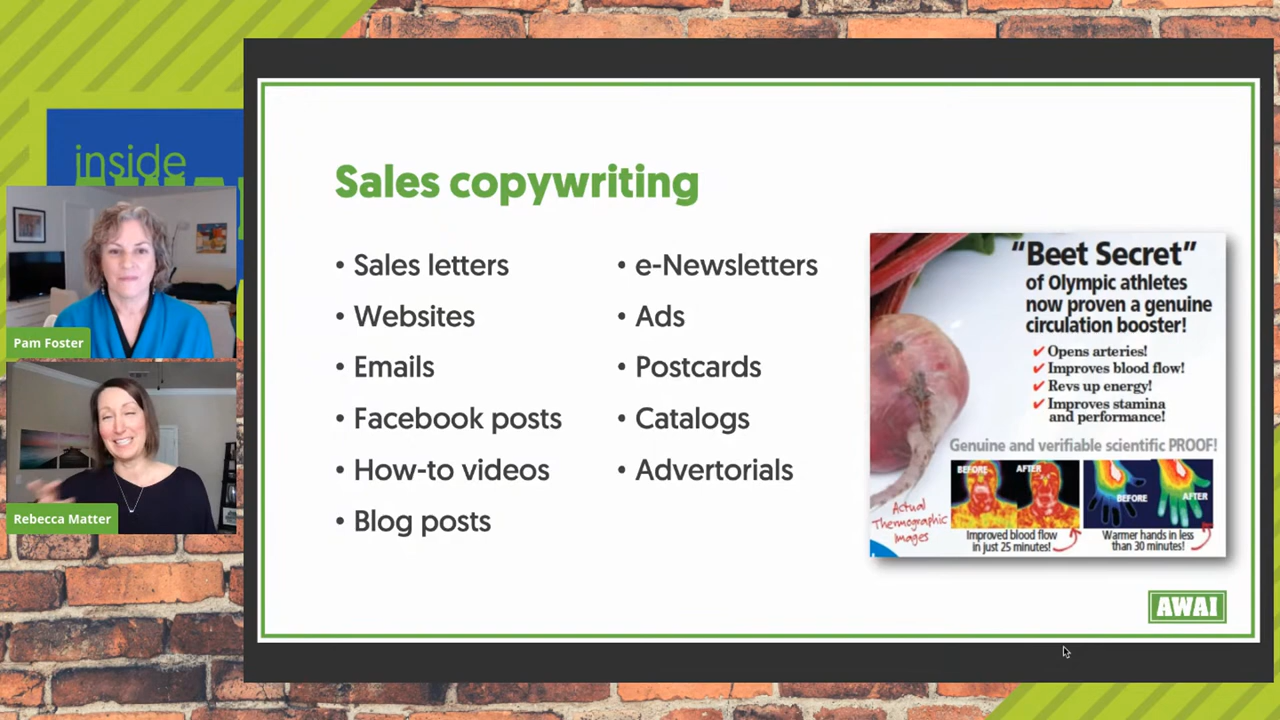 inside
Pam Foster
Rebecca Matter
Sales copywriting
• Sales letters
• Websites
• Emails
• Facebook posts
• How-to videos
• Blog posts
• e-Newsletters
• Ads
• Postcards
• Catalogs
• Advertorials
“Beet Secret”
of Olympic athletes
now proven a genuine
circulation booster!
✔ Opens arteries!
✔ Improves blood flow!
✔ Revs up energy!
✔ Improves stamina
and performance!
Genuine and verifiable scientific PROOF!
BEFORE AFTER
BEFORE AFTER
Actual
Thermographic
Images
Improved blood flow
in just 25 minutes!
Warmer hands in less
than 30 minutes!
AWAI